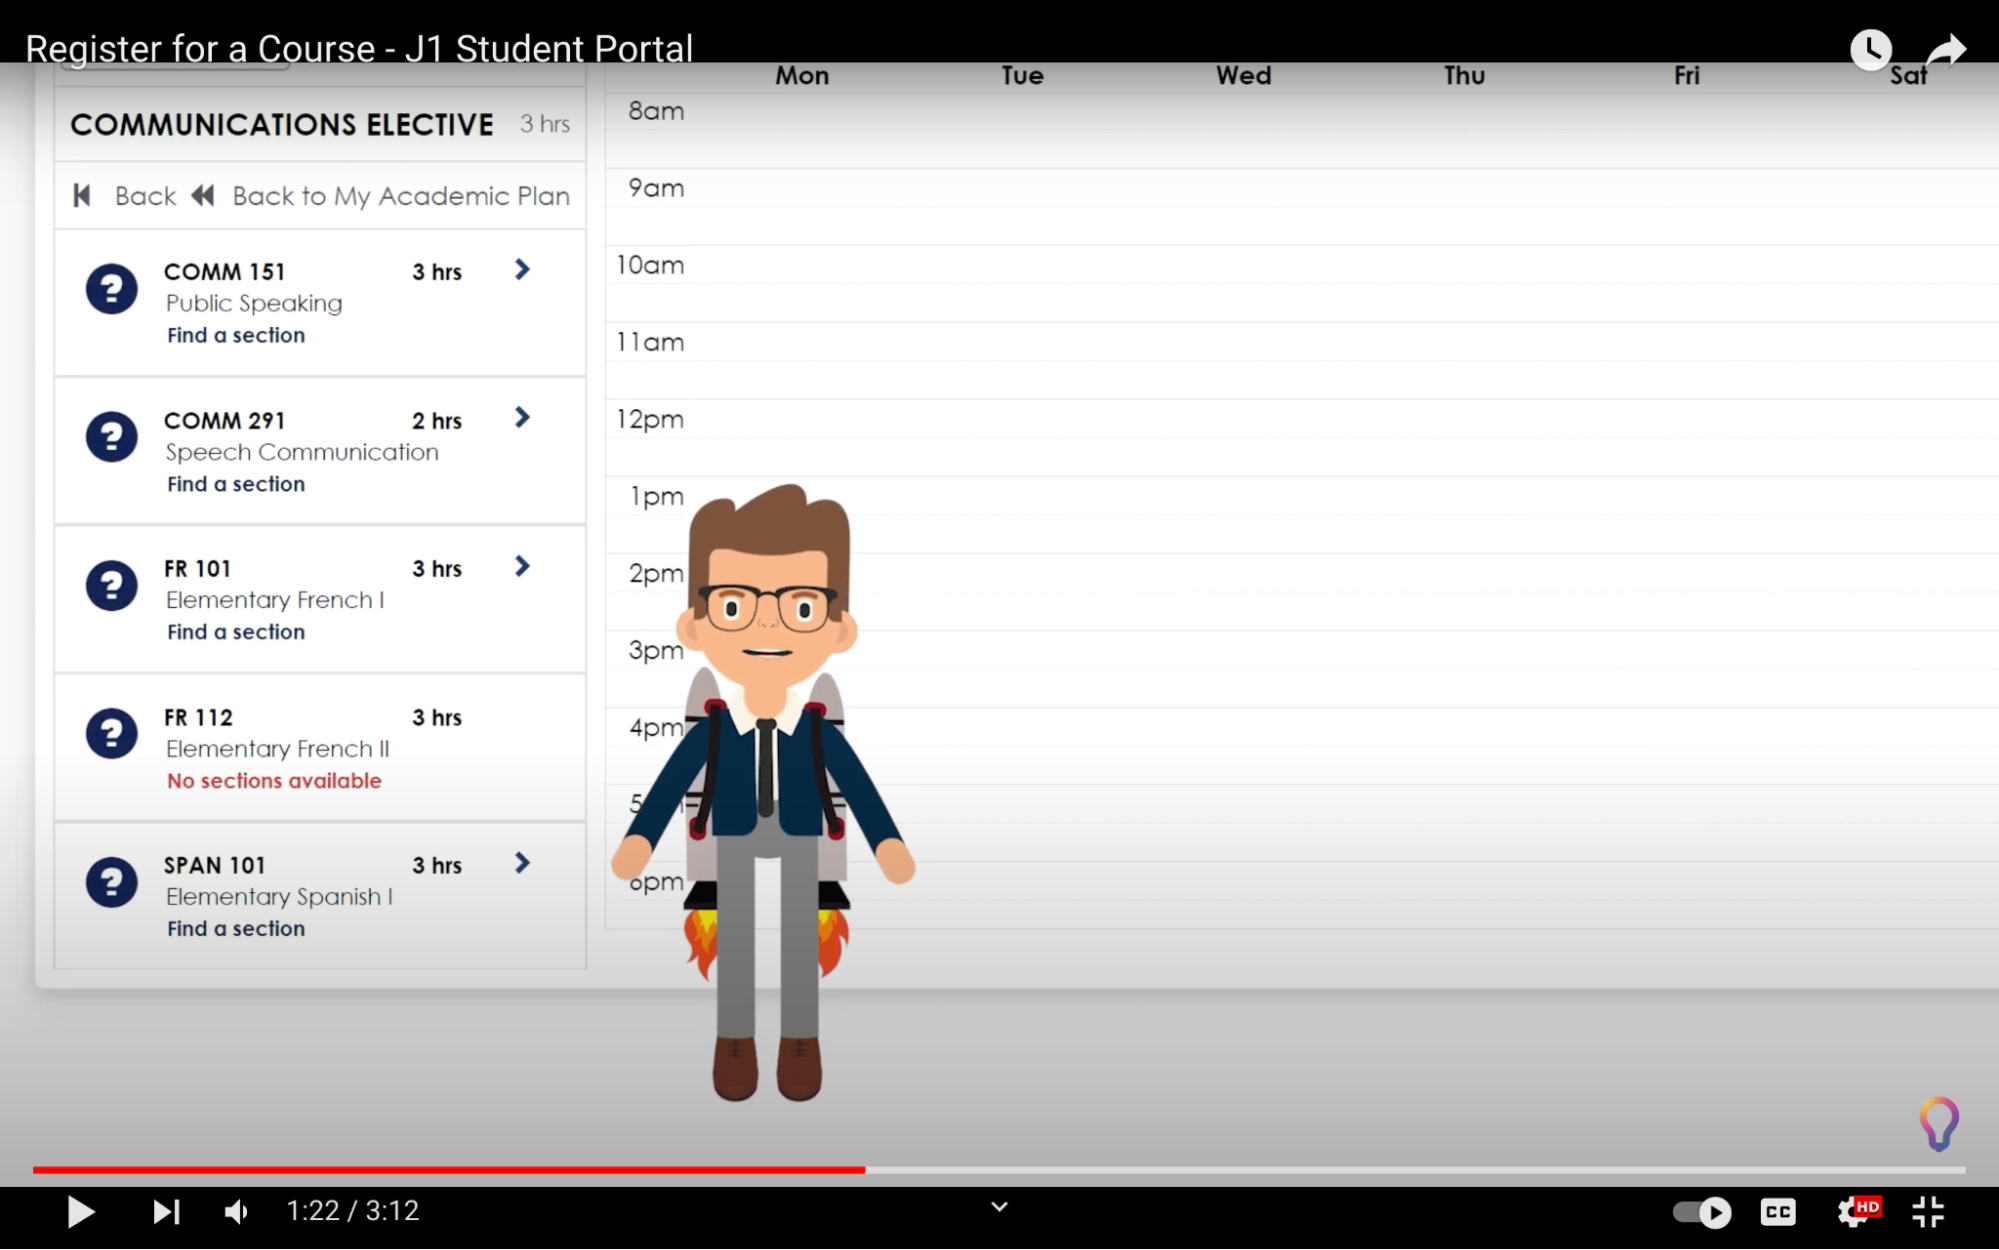 Register for a Course - J1 Student Portal
Mon Tue Wed Thu Fri Sat
COMMUNICATIONS ELECTIVE 3 hrs
Back Back to My Academic Plan
COMM 151 3 hrs
Public Speaking
Find a section
COMM 291 2 hrs
Speech Communication
Find a section
FR 101 3 hrs
Elementary French I
Find a section
FR 112 3 hrs
Elementary French II
No sections available
SPAN 101 3 hrs
Elementary Spanish I
Find a section
8am
9am
10am
11am
12pm
1pm
2pm
3pm
4pm
6pm
1:22 / 3:12
CC
HD